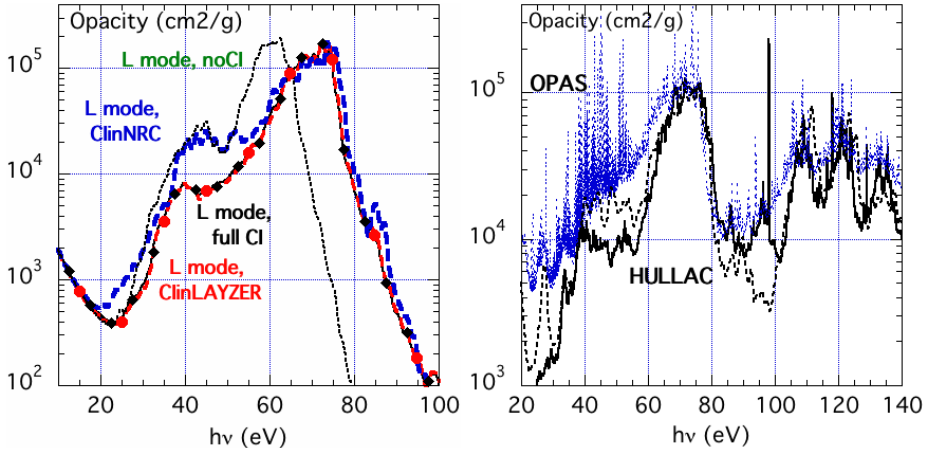 Opacity (cm2/g)
L mode, noCI
L mode,
CIinNRC
L mode,
full CI
L mode,
CIinLAYZER
10^5
10^4
10^3
10^2
20 40 60 80 100
hν (eV)
Opacity (cm2/g)
OPAS
HULLAC
10^5
10^4
10^3
20 40 60 80 100 120 140
hν (eV)